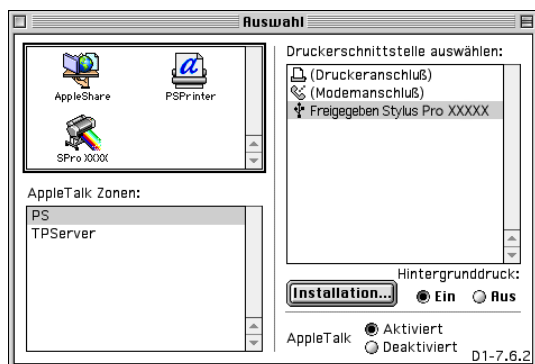 Auswahl
AppleShare
PSPrinter
SPro XXXX
AppleTalk Zonen:
PS
TPServer
Druckerschnittstelle auswählen:
(Druckeranschluß)
(Modemanschluß)
Freigegeben Stylus Pro XXXXX
Hintergrunddruck:
Installation...
Ein Aus
AppleTalk
Aktiviert
Deaktiviert
D1-7.6.2